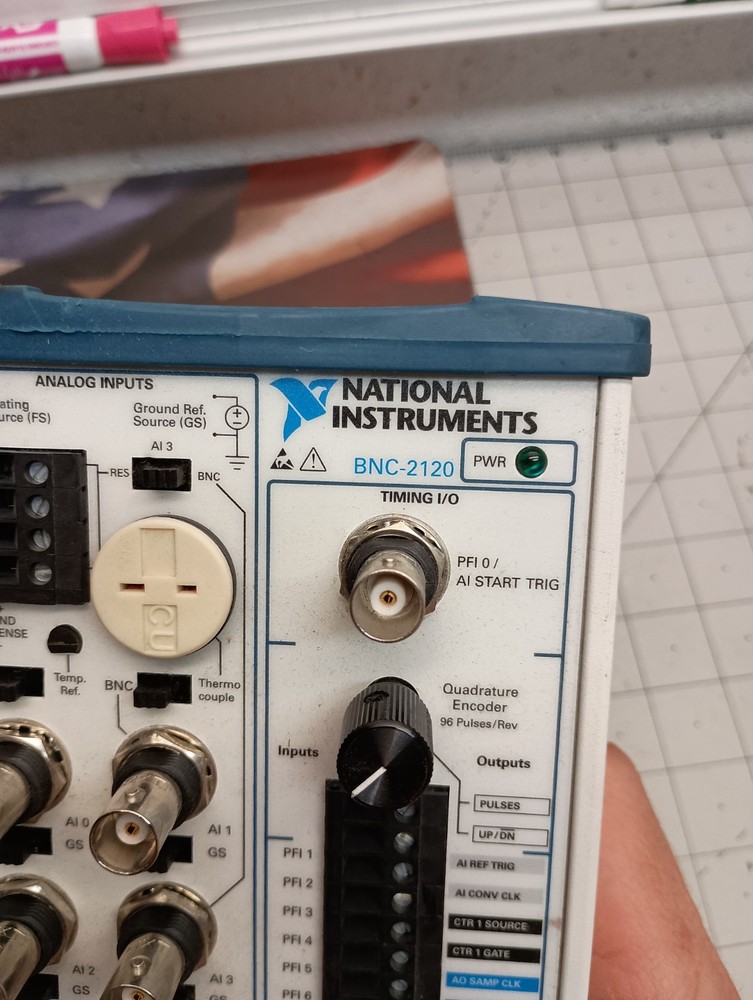 ANALOG INPUTS
Ground Ref.
Source (GS)
(FS)
AI 3
RES
BNC
CU
Temp.
Ref.
BNC
Thermo
couple
AI 0
GS
AI 1
GS
AI 2
GS
AI 3
GS
NATIONAL
INSTRUMENTS
BNC-2120
PWR
TIMING I/O
PFI 0 /
AI START TRIG
Quadrature
Encoder
96 Pulses/Rev
Inputs
Outputs
PULSES
UP/DN
PFI 1
PFI 2
PFI 3
PFI 4
PFI 5
PFI 6
AI REF TRIG
AI CONV CLK
CTR 1 SOURCE
CTR 1 GATE
AO SAMP CLK